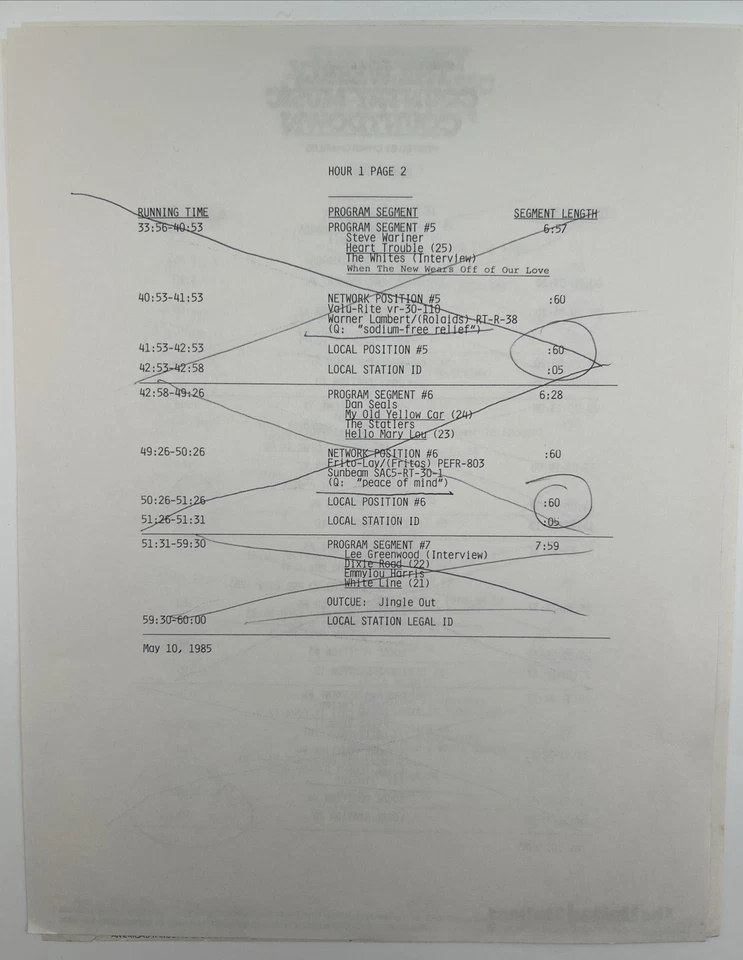 HOUR 1 PAGE 2
RUNNING TIME PROGRAM SEGMENT SEGMENT LENGTH
33:56-40:53 PROGRAM SEGMENT #5 6:57
Steve Wariner
Heart Trouble (25)
The Whites (Interview)
When The New Wears Off of Our Love
40:53-41:53 NETWORK POSITION #5 :60
Valu-Rite vr-30-110
Warner Lambert/(Rolaids) RT-R-38
(Q: "sodium-free relief")
41:53-42:53 LOCAL POSITION #5 :60
42:53-42:58 LOCAL STATION ID :05
42:58-49:26 PROGRAM SEGMENT #6 6:28
Dan Seals
My Old Yellow Car (24)
The Statlers
Hello Mary Lou (23)
49:26-50:26 NETWORK POSITION #6 :60
Frito-Lay/(Fritos) PEFR-803
Sunbeam SAC5-RT-30-1
(Q: "peace of mind")
50:26-51:26 LOCAL POSITION #6 :60
51:26-51:31 LOCAL STATION ID :05
51:31-59:30 PROGRAM SEGMENT #7 7:59
Lee Greenwood (Interview)
Dixie Road (22)
Emmylou Harris
White Line (21)
OUTCUE: Jingle Out
59:30-60:00 LOCAL STATION LEGAL ID
May 10, 1985